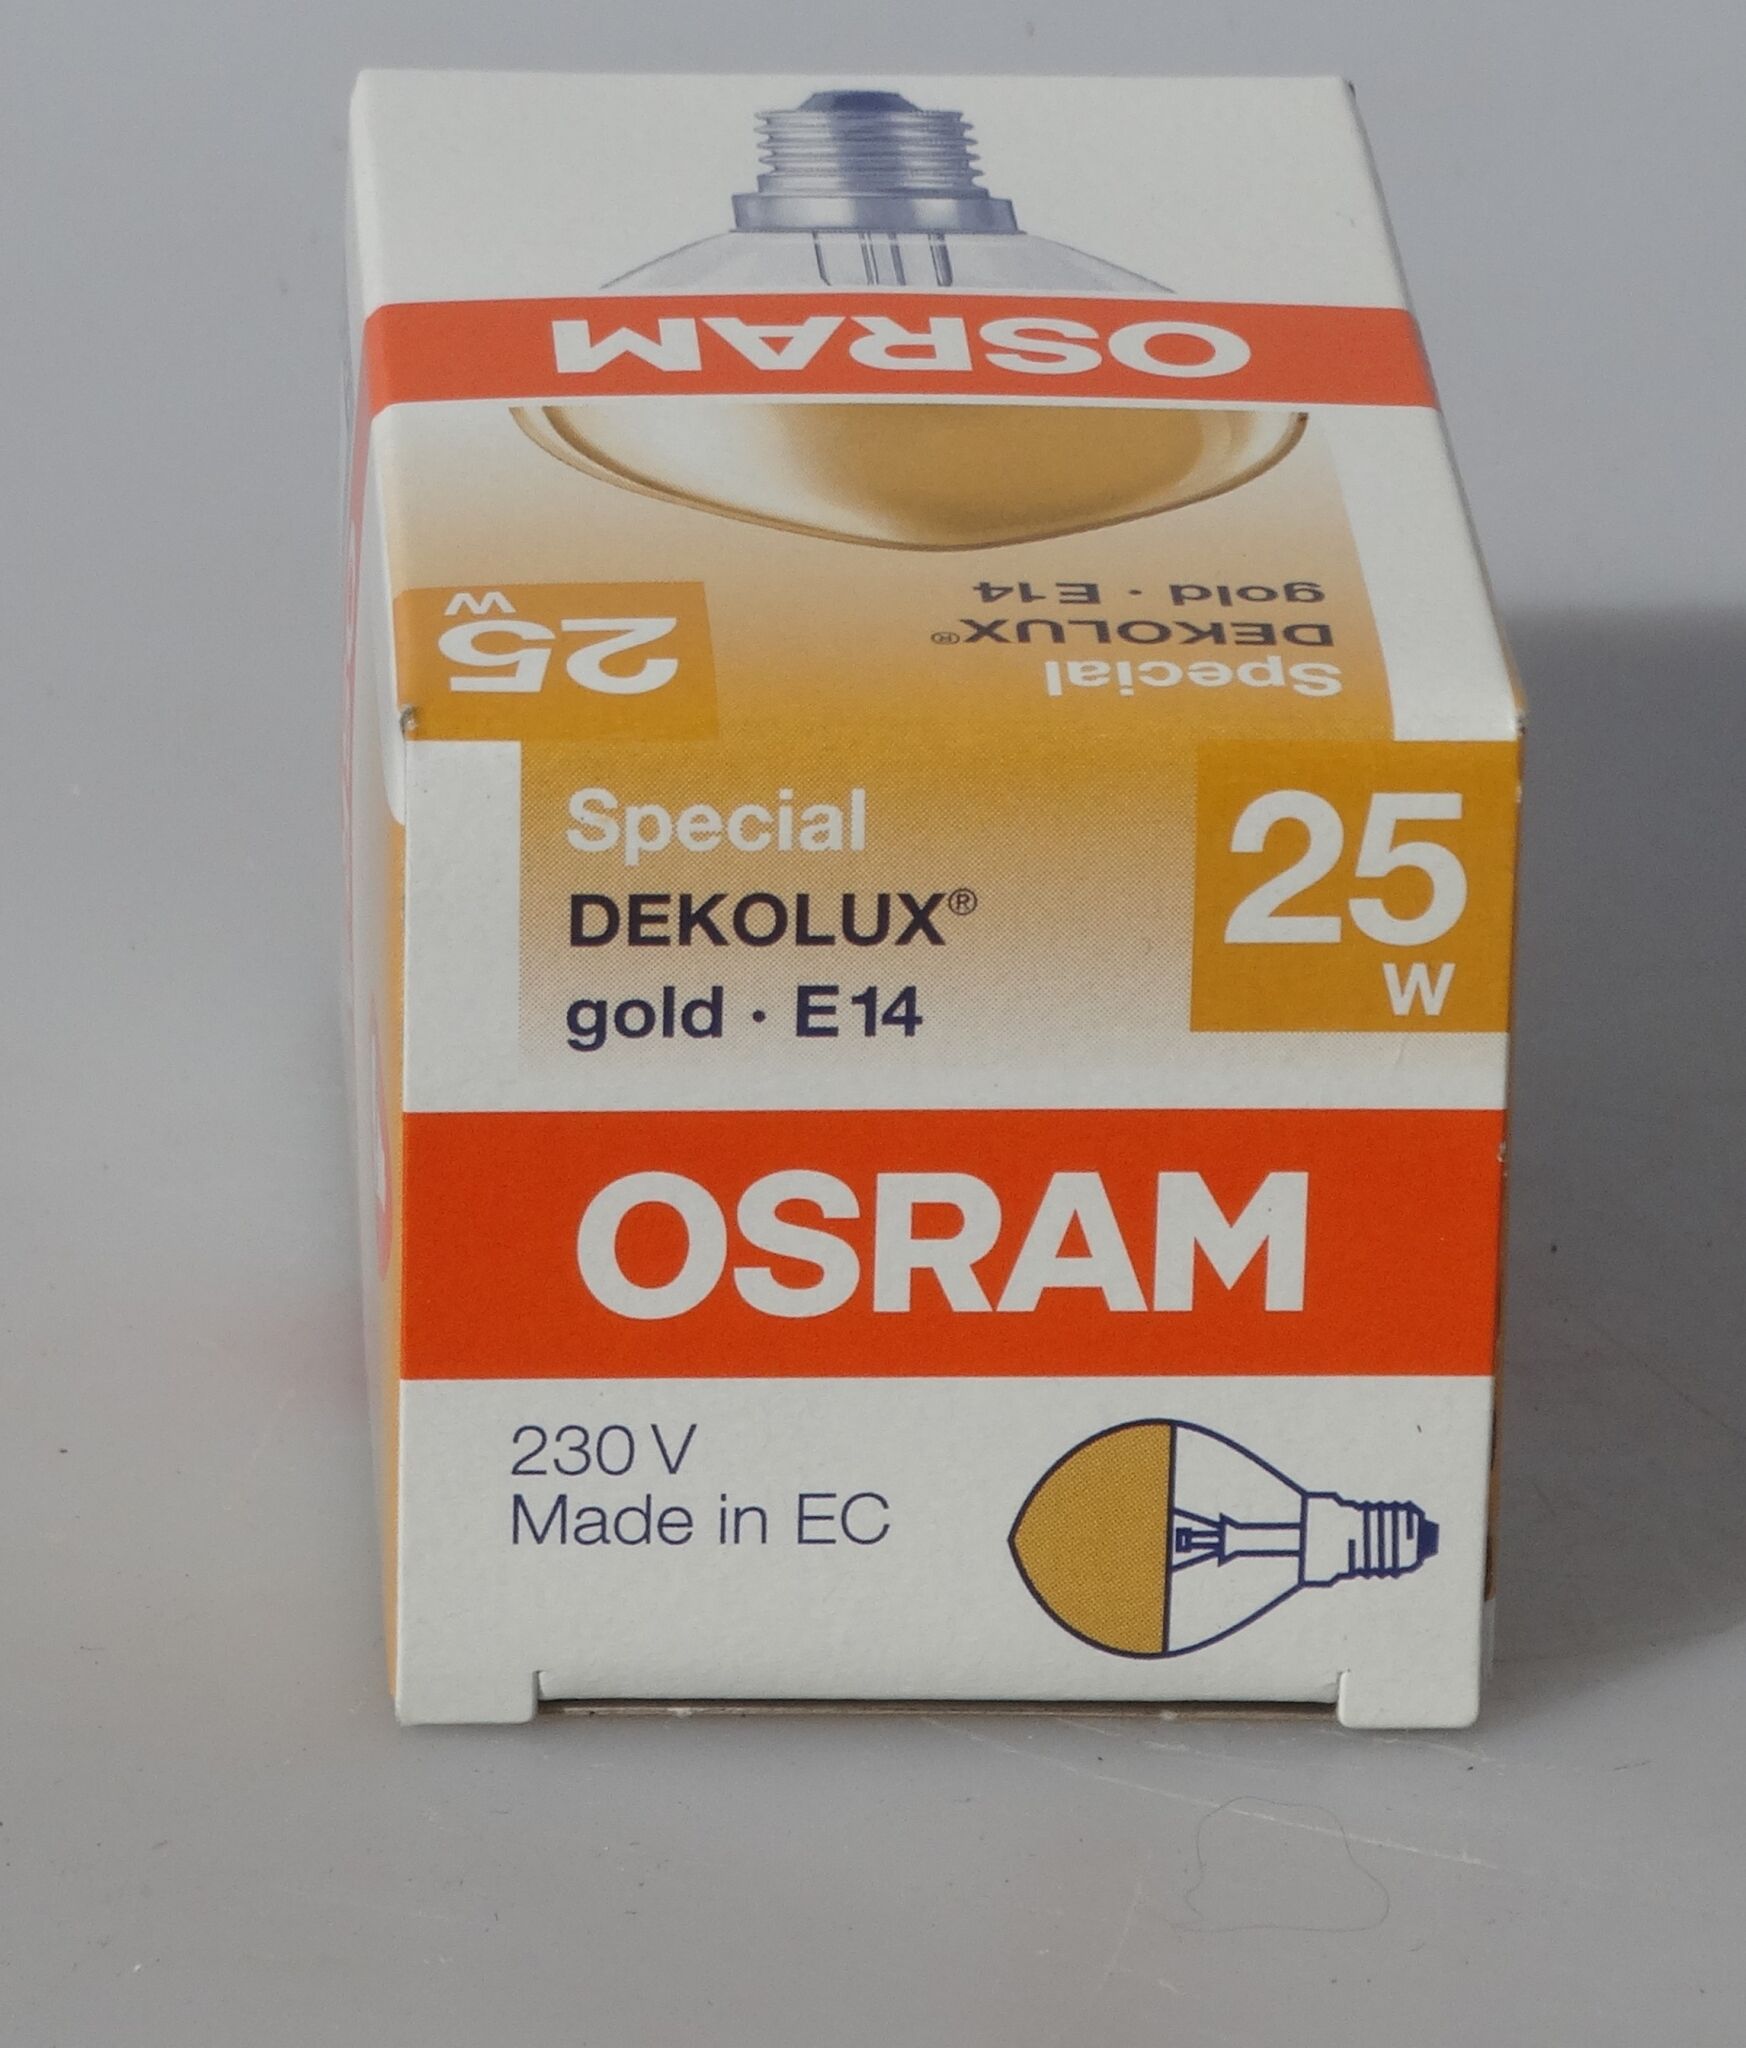 OSRAM
gold · E14
DEKOLUX®
Special
25
W
Special
DEKOLUX®
gold · E14
25
W
OSRAM
230 V
Made in EC